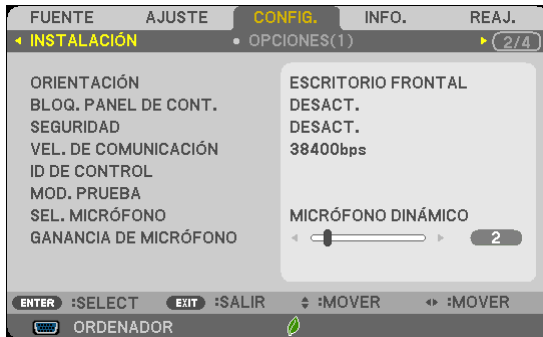 FUENTE AJUSTE CONFIG. INFO. REAJ.
INSTALACIÓN • OPCIONES(1) 2/4
ORIENTACIÓN ESCRITORIO FRONTAL
BLOQ. PANEL DE CONT. DESACT.
SEGURIDAD DESACT.
VEL. DE COMUNICACIÓN 38400bps
ID DE CONTROL
MOD. PRUEBA
SEL. MICRÓFONO MICRÓFONO DINÁMICO
GANANCIA DE MICRÓFONO 2
ENTER :SELECT EXIT :SALIR :MOVER :MOVER
ORDENADOR